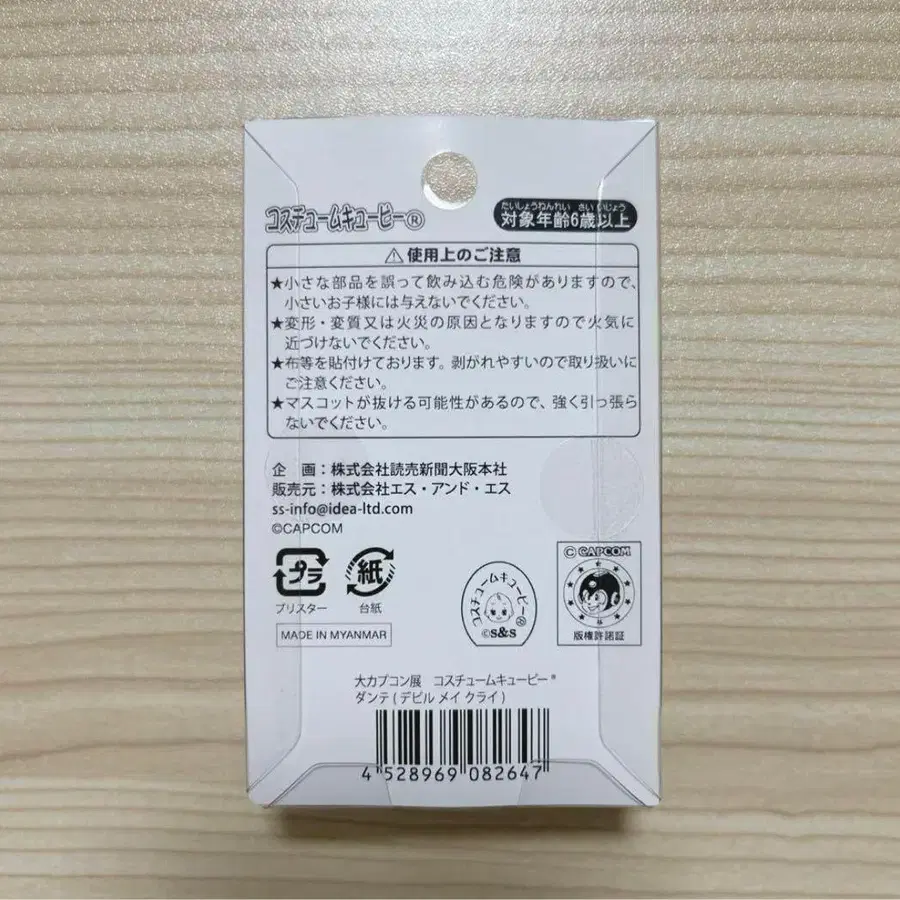 コスチュームキューピー®
たいしょうねんれい さい いじょう
対象年齢6歳以上
⚠使用上のご注意
★小さな部品を誤って飲み込む危険がありますので、
小さいお子様には与えないでください。
★変形・変質又は火災の原因となりますので火気に
近づけないでください。
★布等を貼付けております。剥がれやすいので取り扱いに
ご注意ください。
★マスコットが抜ける可能性があるので、強く引っ張ら
ないでください。
企 画：株式会社読売新聞大阪本社
販売元：株式会社エス・アンド・エス
ss-info@idea-ltd.com
©CAPCOM
プラ
ブリスター
紙
台紙
MADE IN MYANMAR
コスチュームキューピー®
©S&S
© CAPCOM
版権許諾証
大カプコン展 コスチュームキューピー®
ダンテ(デビル メイ クライ)
4 528969 082647